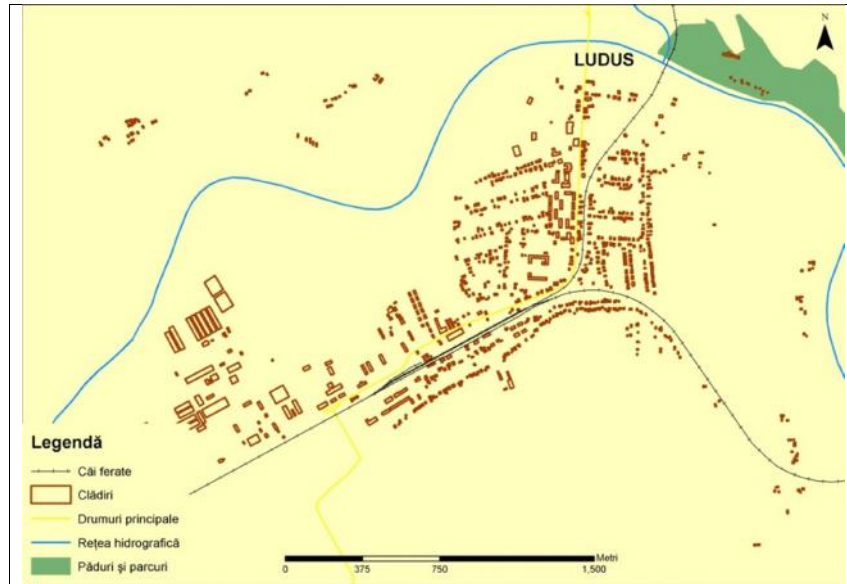 N
LUDUS
Legendă
Căi ferate
Clădiri
Drumuri principale
Rețea hidrografică
Păduri și parcuri
Metri
0 375 750 1,500